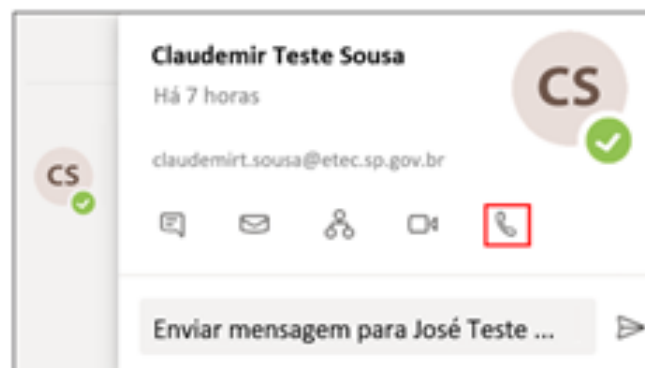 Claudemir Teste Sousa
Há 7 horas
CS
claudemirt.sousa@etec.sp.gov.br
CS
Enviar mensagem para José Teste ...